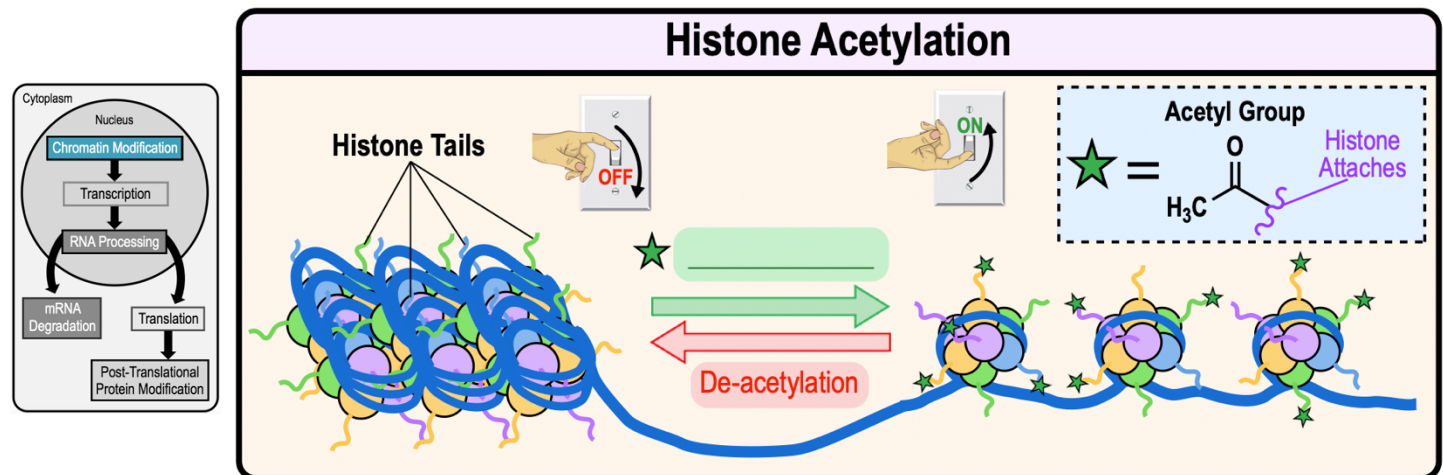 Histone Acetylation
Cytoplasm
Nucleus
Chromatin Modification
Transcription
RNA Processing
mRNA
Degradation
Translation
Post-Translational
Protein Modification
Histone Tails
OFF
ON
Acetyl Group
=
O
H₃C
Histone
Attaches
De-acetylation